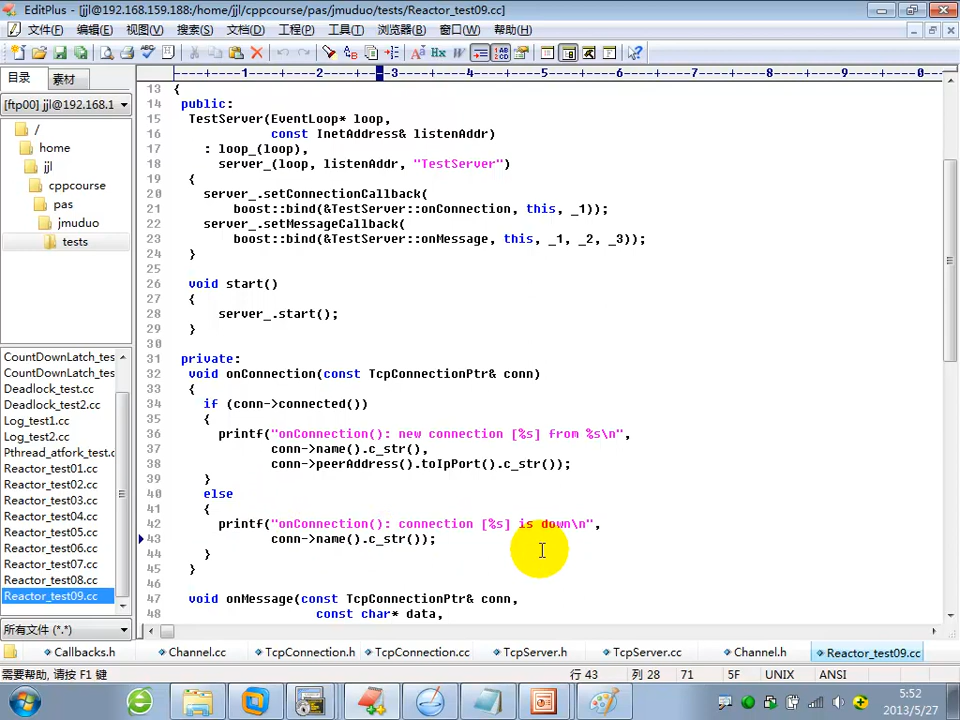 EditPlus - [[jjl@192.168.159.188:/home/jjl/cppcourse/pas/jmuduo/tests/Reactor_test09.cc]
文件(F) 编辑(E) 视图(V) 搜索(S) 文档(D) 工程(P) 工具(T) 浏览器(B) 窗口(W) 帮助(H)
目录 素材
[ftp00] jjl@192.168.1
/
home
jjl
cppcourse
pas
jmuduo
tests
CountDownLatch_tes
CountDownLatch_tes
Deadlock_test.cc
Deadlock_test2.cc
Log_test1.cc
Log_test2.cc
Pthread_atfork_test.c
Reactor_test01.cc
Reactor_test02.cc
Reactor_test03.cc
Reactor_test04.cc
Reactor_test05.cc
Reactor_test06.cc
Reactor_test07.cc
Reactor_test08.cc
Reactor_test09.cc
所有文件 (*.*)
----+----1----+----2----+----3----+----4----+----5----+----6----+----7----+----8----+----9----+----0
13 {
14 public:
15 TestServer(EventLoop* loop,
16 const InetAddress& listenAddr)
17 : loop_(loop),
18 server_(loop, listenAddr, "TestServer")
19 {
20 server_.setConnectionCallback(
21 boost::bind(&TestServer::onConnection, this, _1));
22 server_.setMessageCallback(
23 boost::bind(&TestServer::onMessage, this, _1, _2, _3));
24 }
25
26 void start()
27 {
28 server_.start();
29 }
30
31 private:
32 void onConnection(const TcpConnectionPtr& conn)
33 {
34 if (conn->connected())
35 {
36 printf("onConnection(): new connection [%s] from %s\n",
37 conn->name().c_str(),
38 conn->peerAddress().toIpPort().c_str());
39 }
40 else
41 {
42 printf("onConnection(): connection [%s] is down\n",
43 conn->name().c_str());
44 }
45 }
46
47 void onMessage(const TcpConnectionPtr& conn,
48 const char* data,
Callbacks.h Channel.cc TcpConnection.h TcpConnection.cc TcpServer.h TcpServer.cc Channel.h Reactor_test09.cc
需要帮助, 请按 F1 键 行 43 列 28 71 5F UNIX ANSI
5:52
2013/5/27